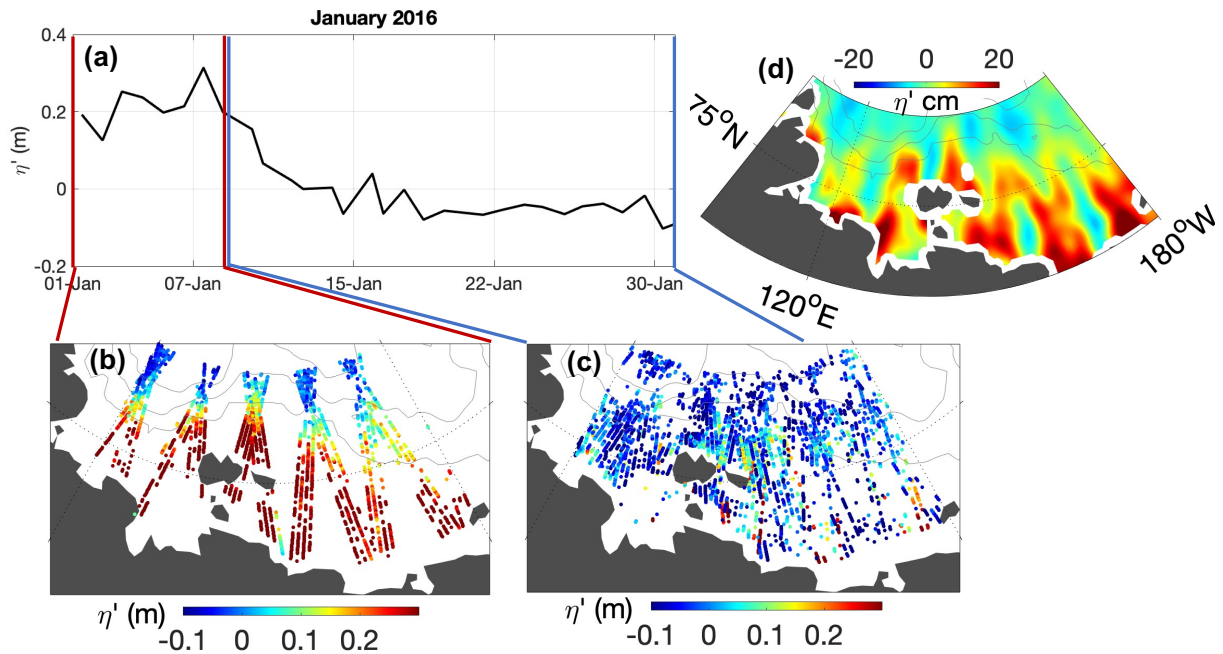 January 2016
(a)
0.4
0.2
0
-0.2
η' (m)
01-Jan
07-Jan
15-Jan
22-Jan
30-Jan
(d)
-20
0
20
η' cm
75°N
120°E
180°W
(b)
η' (m)
-0.1
0
0.1
0.2
(c)
η' (m)
-0.1
0
0.1
0.2